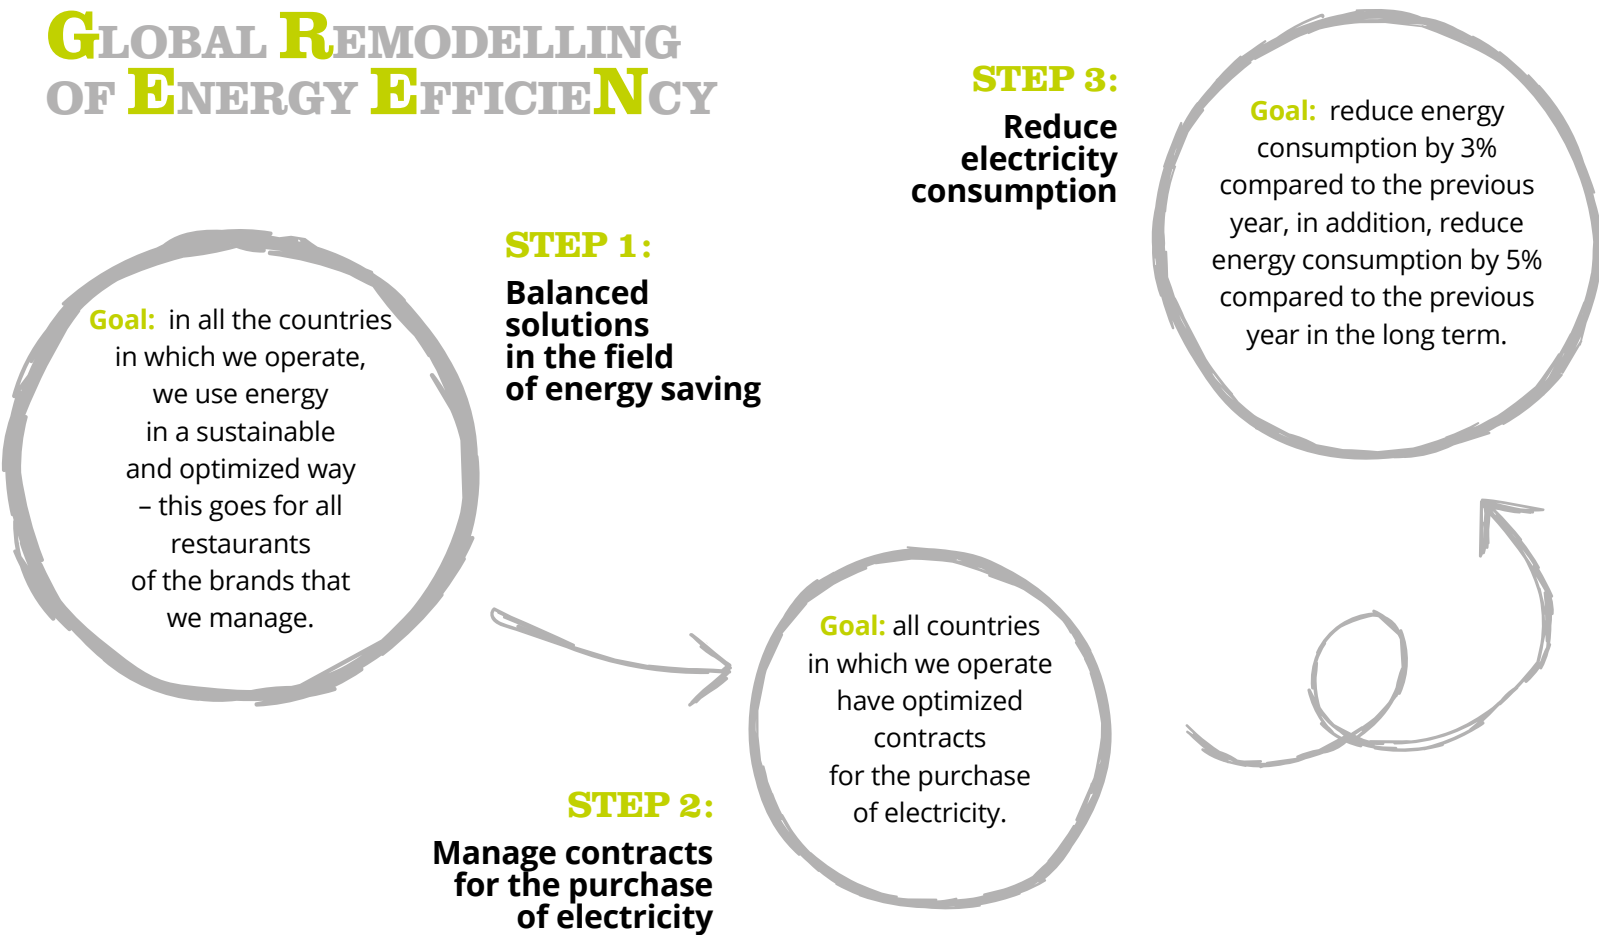 GLOBAL REMODELLING
OF ENERGY EFFICIENCY
STEP 1:
Balanced
solutions
in the field
of energy saving
Goal: in all the countries
in which we operate,
we use energy
in a sustainable
and optimized way
– this goes for all
restaurants
of the brands that
we manage.
STEP 2:
Manage contracts
for the purchase
of electricity
Goal: all countries
in which we operate
have optimized
contracts
for the purchase
of electricity.
STEP 3:
Reduce
electricity
consumption
Goal: reduce energy
consumption by 3%
compared to the previous
year, in addition, reduce
energy consumption by 5%
compared to the previous
year in the long term.